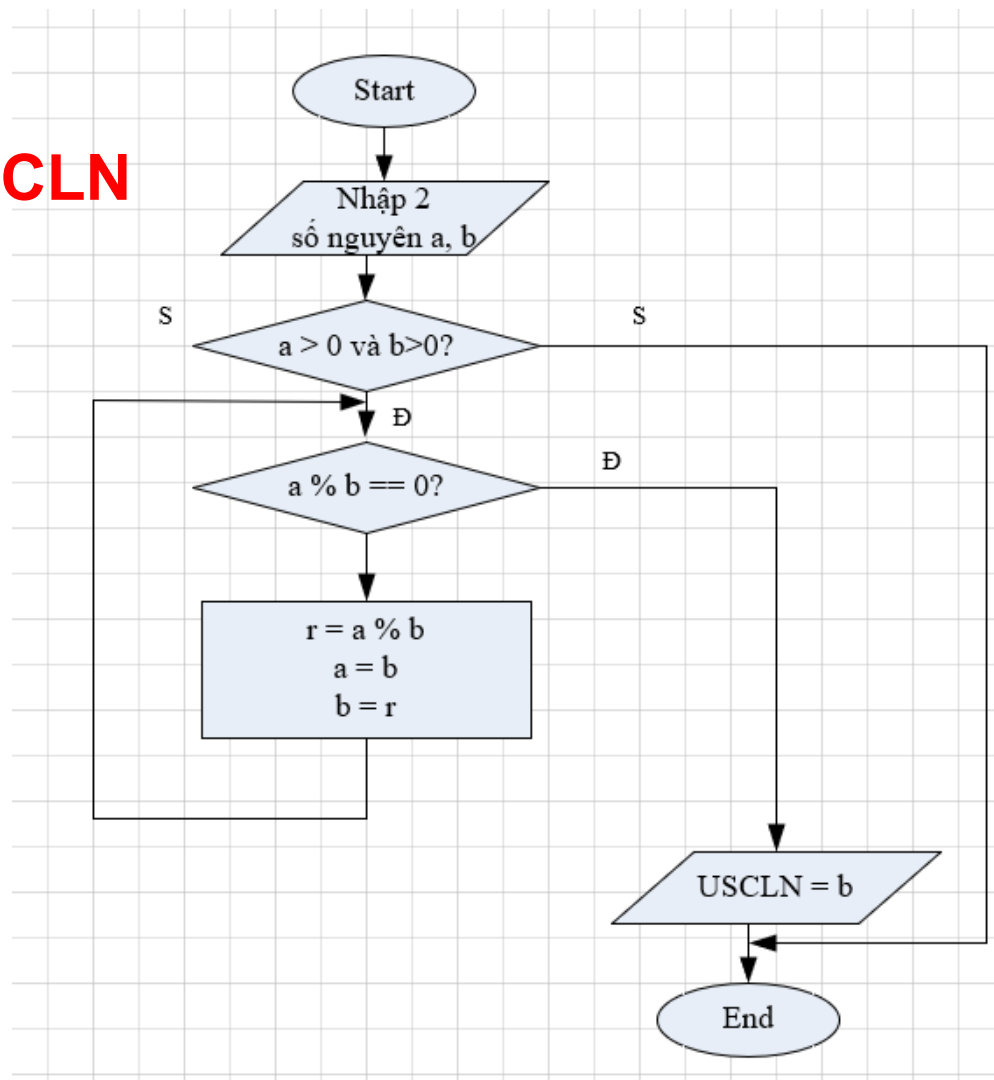 Start
CLN
Nhập 2
số nguyên a, b
S
S
a > 0 và b>0?
Đ
Đ
a % b == 0?
r = a % b
a = b
b = r
USCLN = b
End